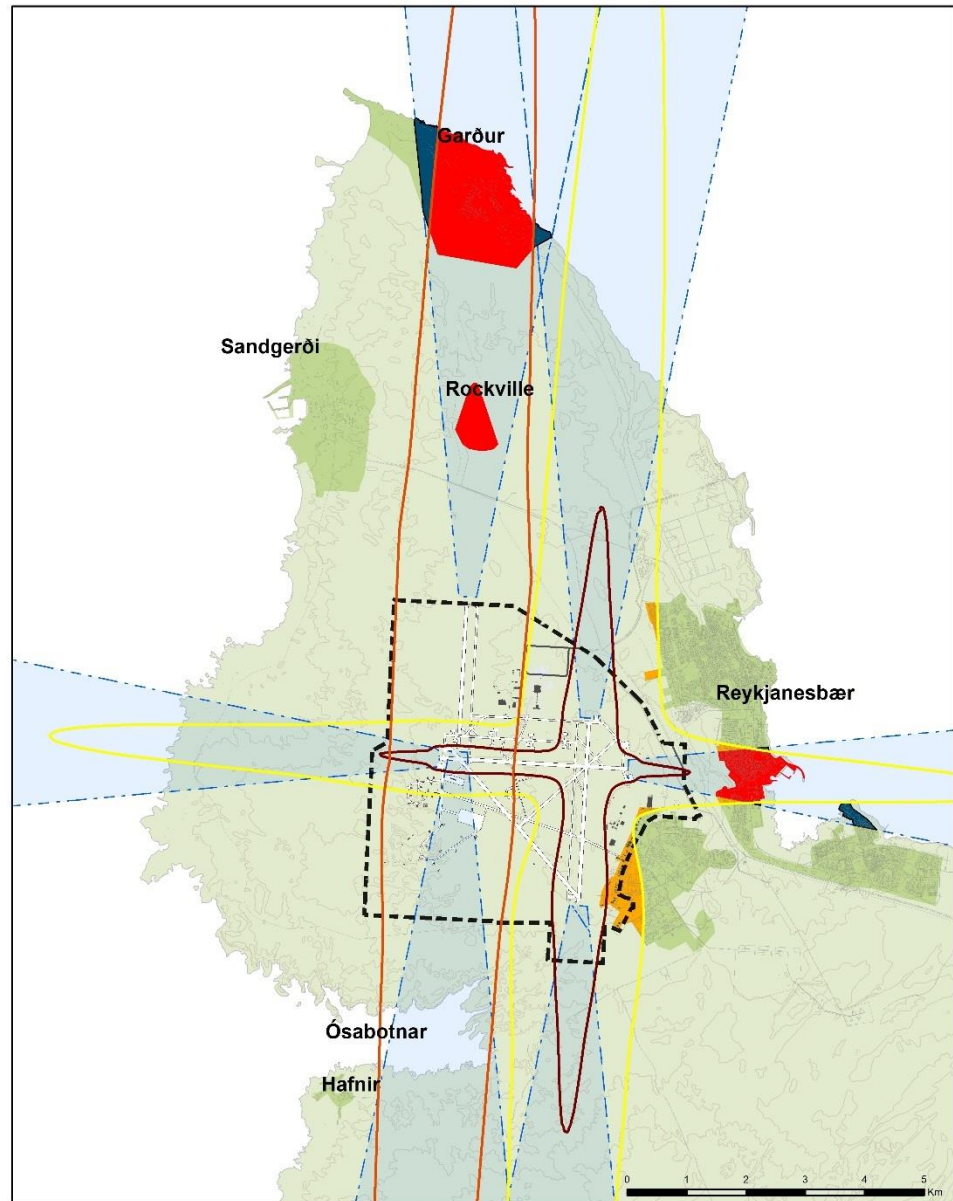 Garður
Sandgerði
Rockville
Reykjanesbær
Ósabotnar
Hafnir
0 1 2 3 4 5
Km